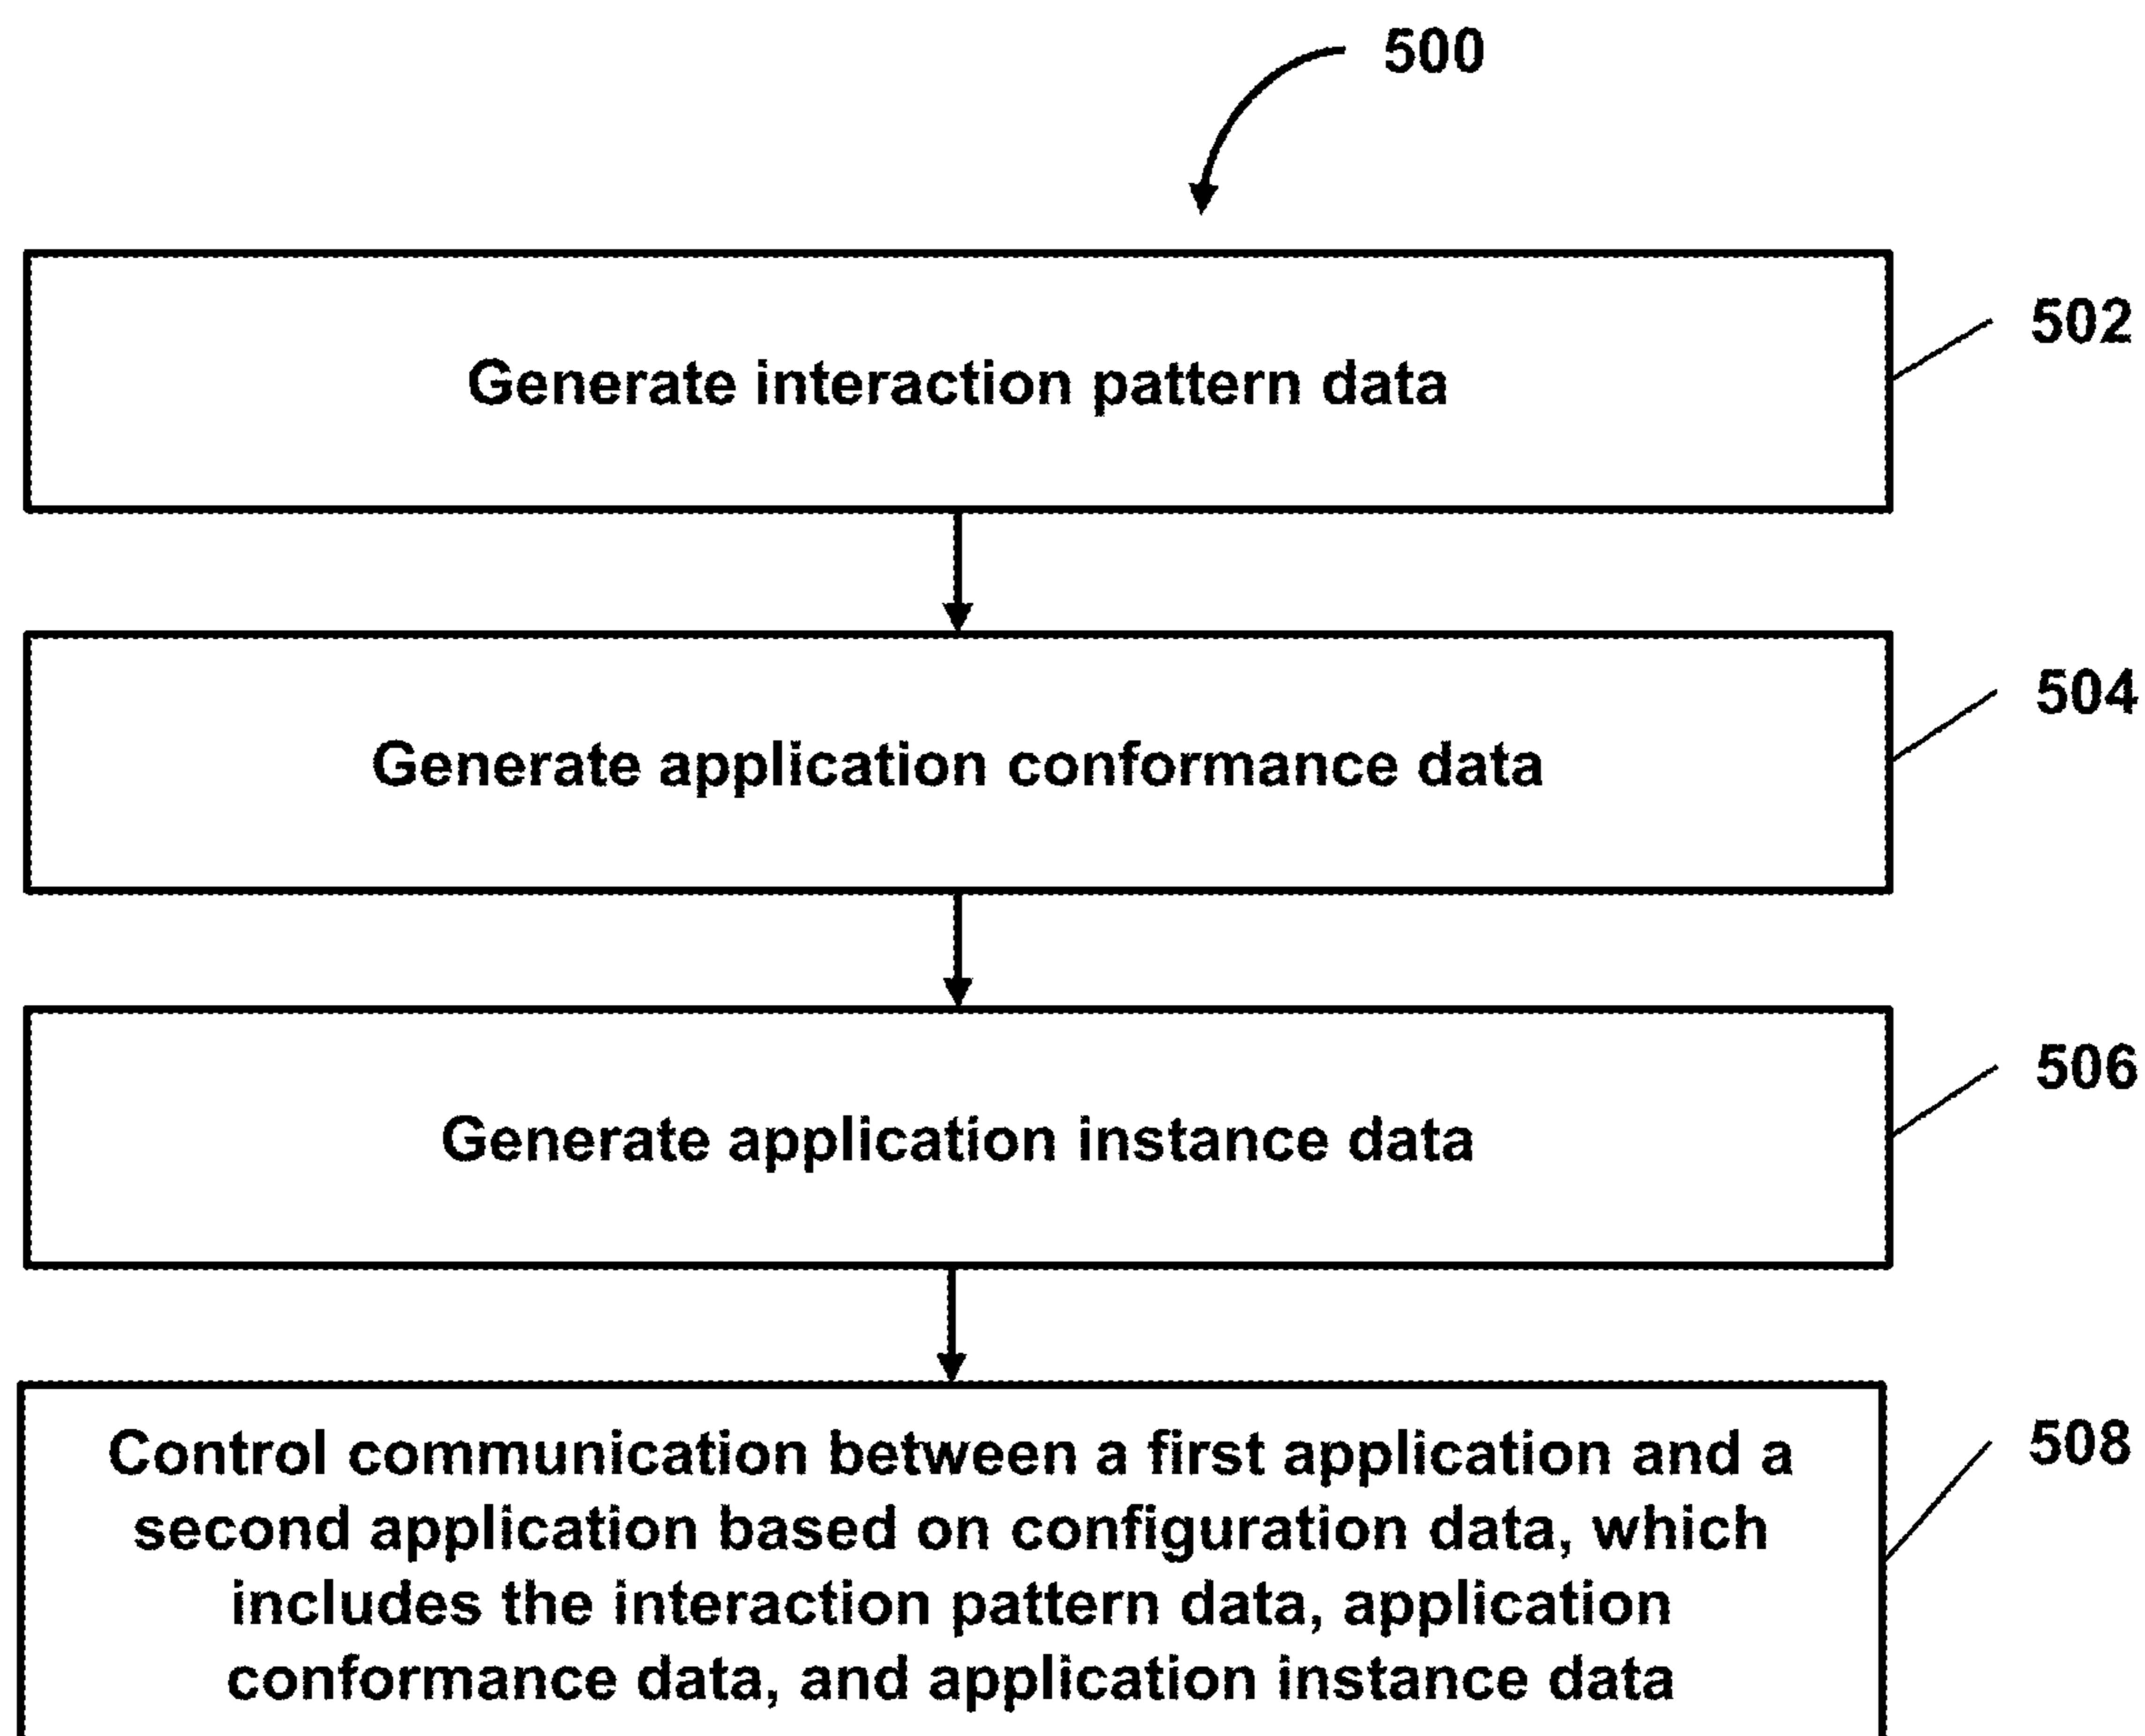 500
Generate interaction pattern data
502
Generate application conformance data
504
Generate application instance data
506
Control communication between a first application and a
second application based on configuration data, which
includes the interaction pattern data, application
conformance data, and application instance data
508